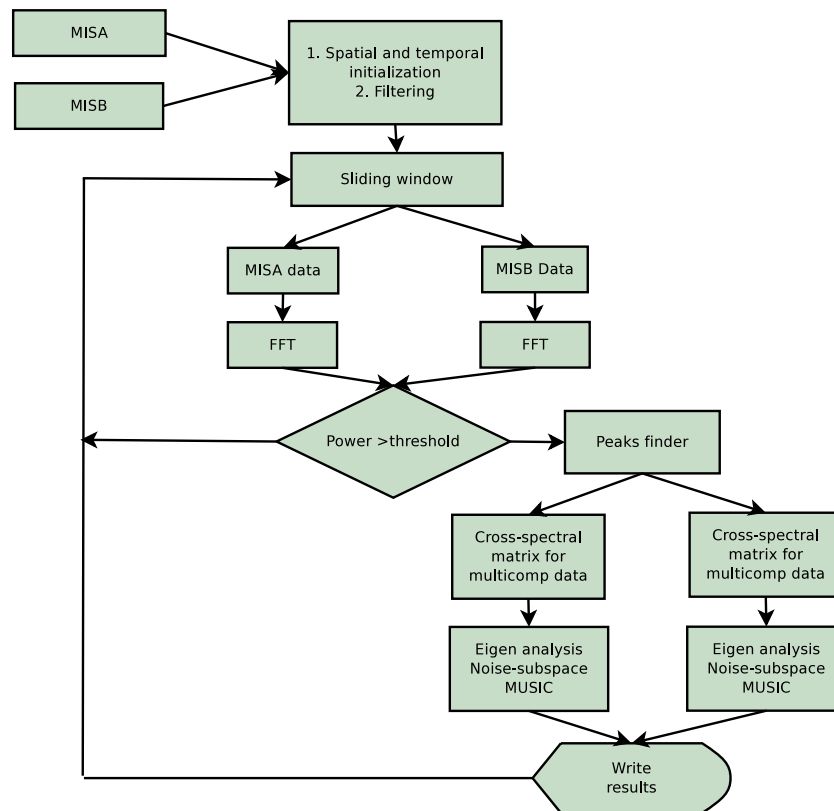 MISA
1. Spatial and temporal
initialization
2. Filtering
MISB
Sliding window
MISA data
MISB Data
FFT
FFT
Power >threshold
Peaks finder
Cross-spectral
matrix for
multicomp data
Cross-spectral
matrix for
multicomp data
Eigen analysis
Noise-subspace
MUSIC
Eigen analysis
Noise-subspace
MUSIC
Write
results